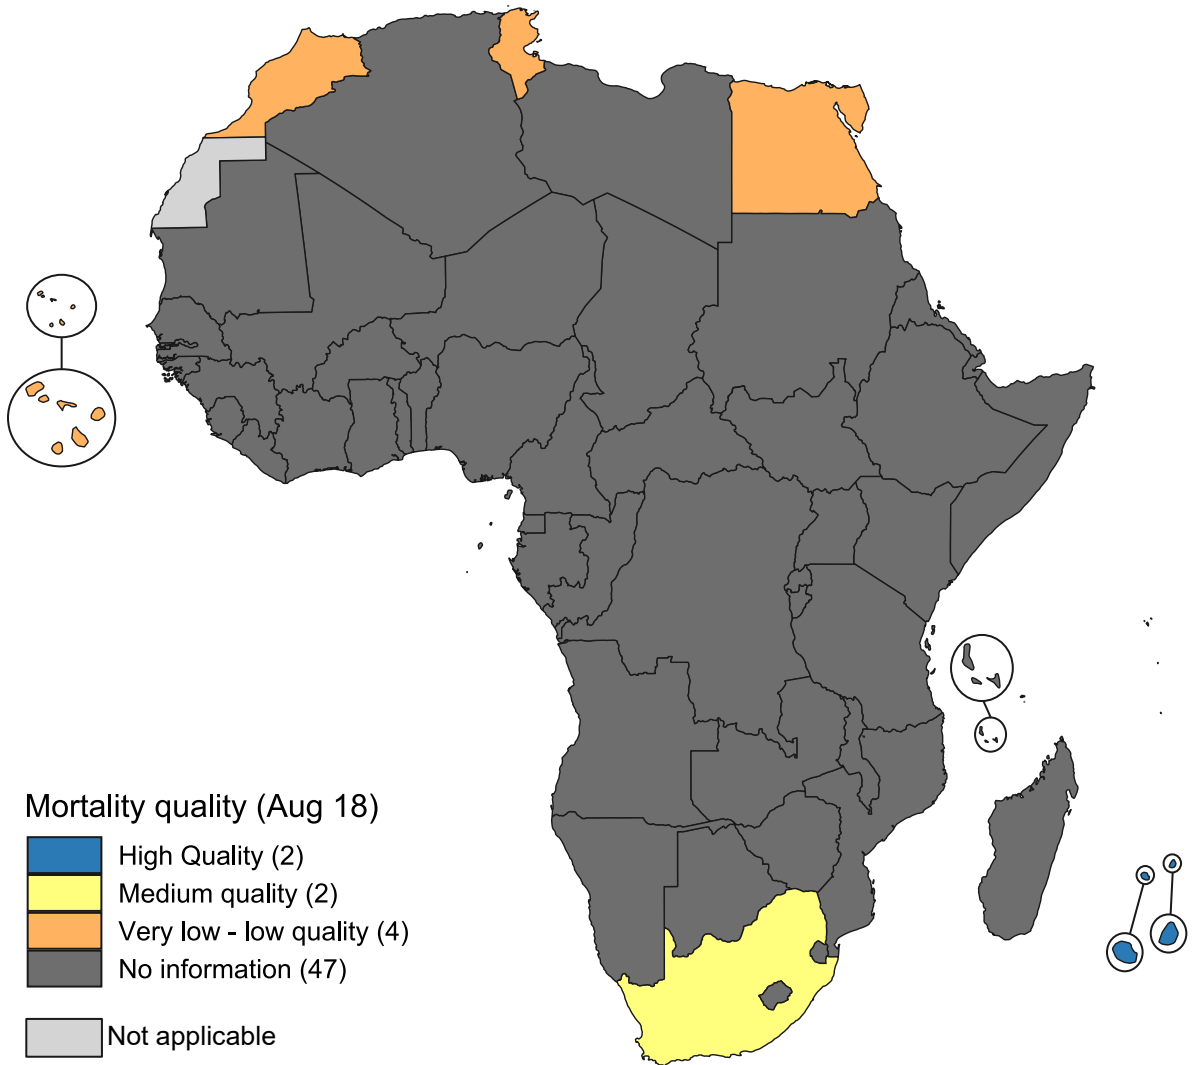 Mortality quality (Aug 18)
High Quality (2)
Medium quality (2)
Very low - low quality (4)
No information (47)
Not applicable